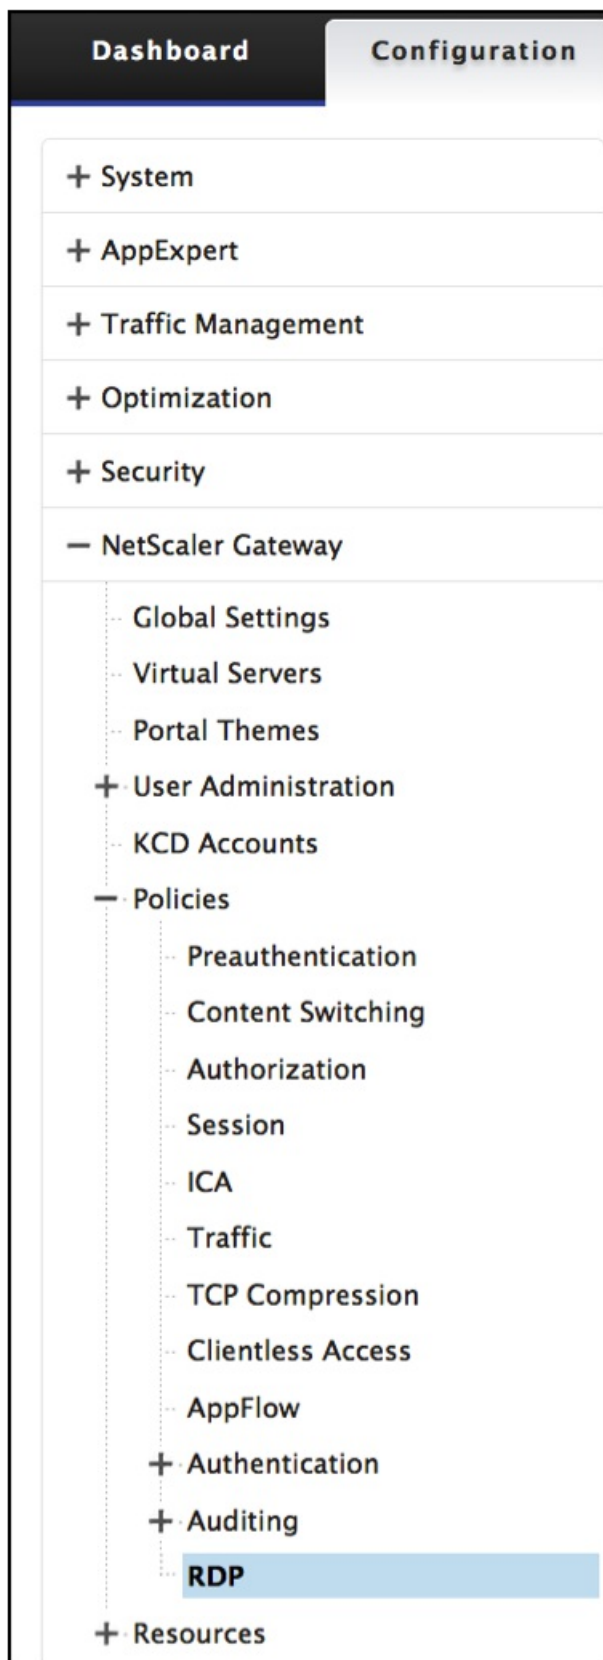 Dashboard Configuration
System
AppExpert
Traffic Management
Optimization
Security
NetScaler Gateway
Global Settings
Virtual Servers
Portal Themes
User Administration
KCD Accounts
Policies
Preauthentication
Content Switching
Authorization
Session
ICA
Traffic
TCP Compression
Clientless Access
AppFlow
Authentication
Auditing
RDP
Resources